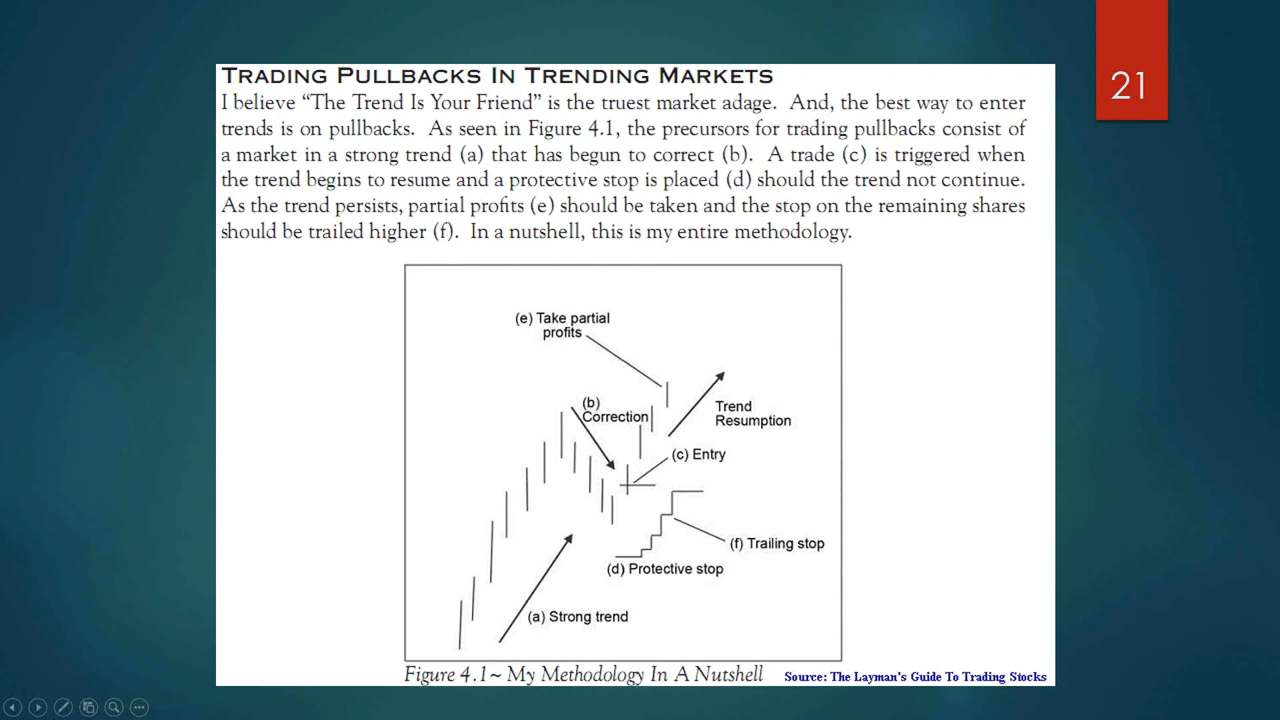 21
TRADING PULLBACKS IN TRENDING MARKETS
I believe “The Trend Is Your Friend” is the truest market adage. And, the best way to enter
trends is on pullbacks. As seen in Figure 4.1, the precursors for trading pullbacks consist of
a market in a strong trend (a) that has begun to correct (b). A trade (c) is triggered when
the trend begins to resume and a protective stop is placed (d) should the trend not continue.
As the trend persists, partial profits (e) should be taken and the stop on the remaining shares
should be trailed higher (f). In a nutshell, this is my entire methodology.
(e) Take partial
profits
(b)
Correction
Trend
Resumption
(c) Entry
(f) Trailing stop
(d) Protective stop
(a) Strong trend
Figure 4.1~ My Methodology In A Nutshell
Source: The Layman's Guide To Trading Stocks